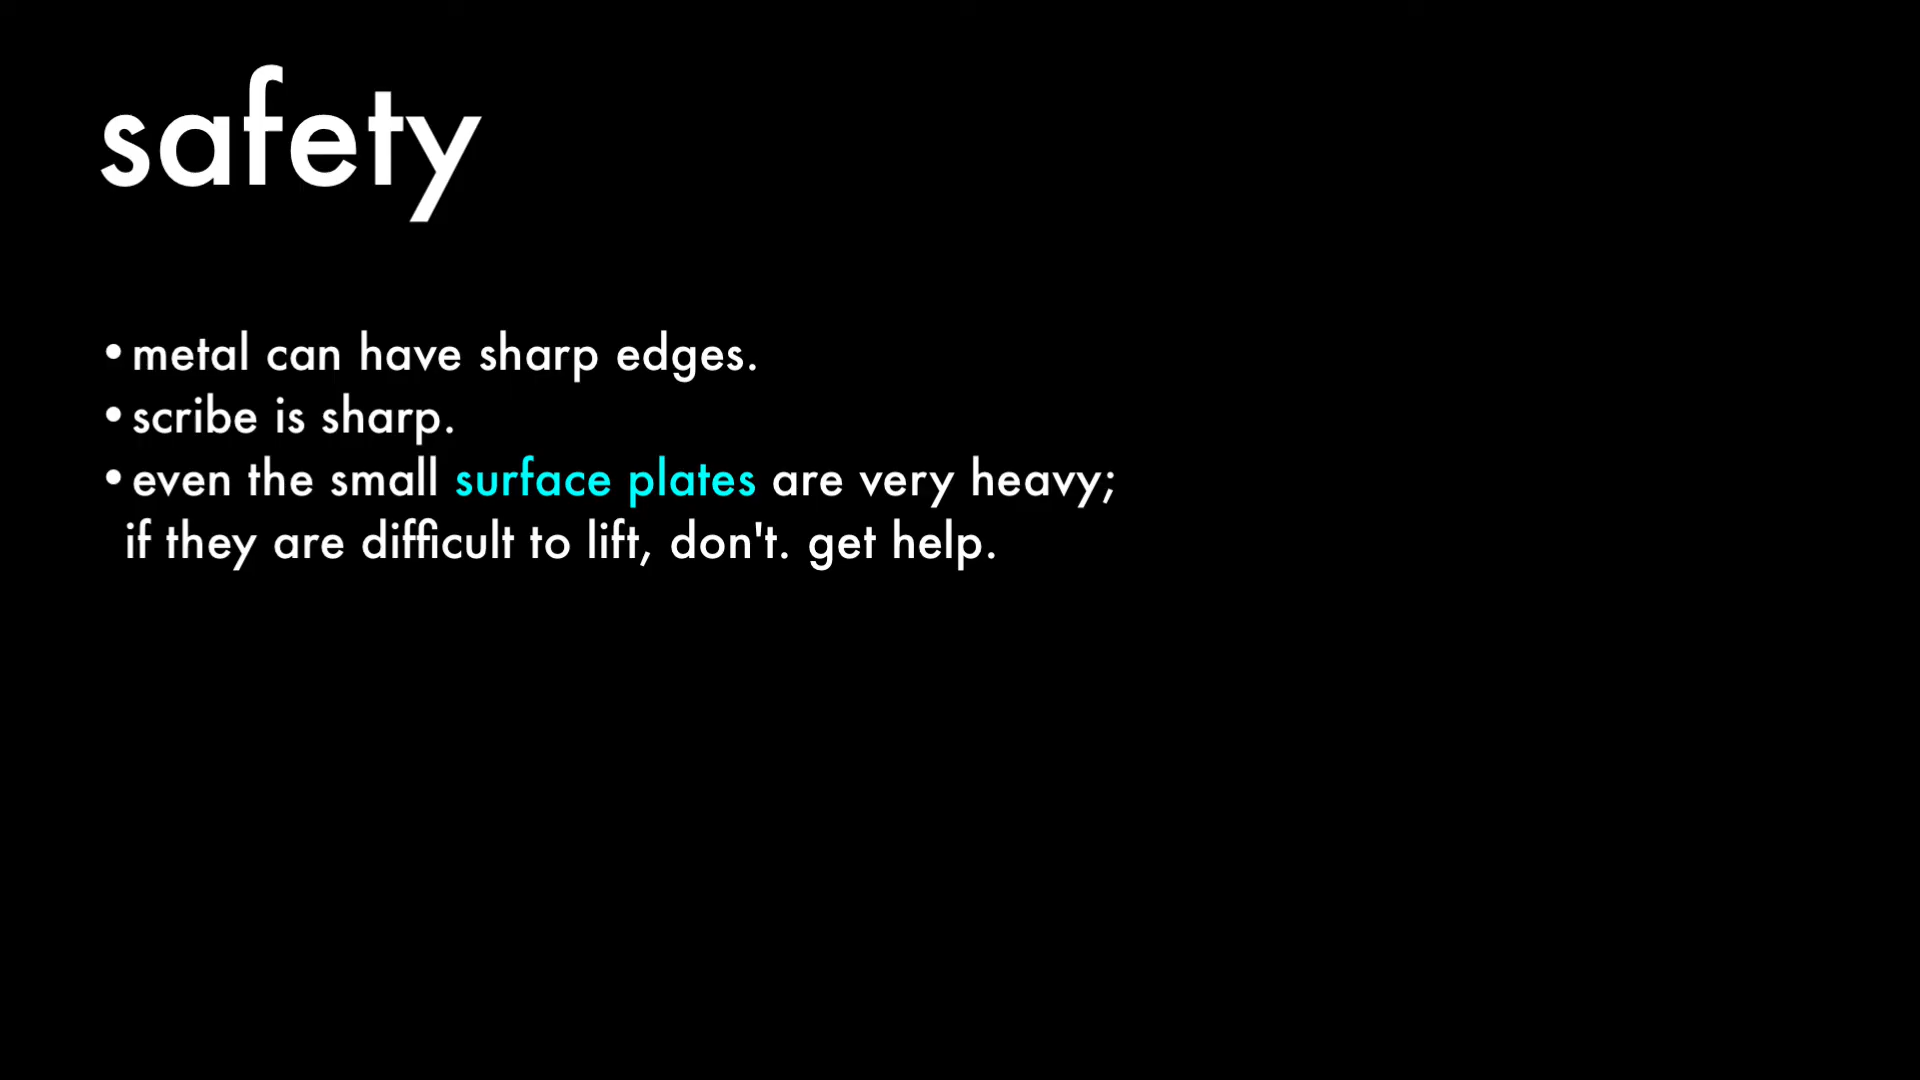 safety
•metal can have sharp edges.
•scribe is sharp.
•even the small surface plates are very heavy;
if they are difficult to lift, don't. get help.